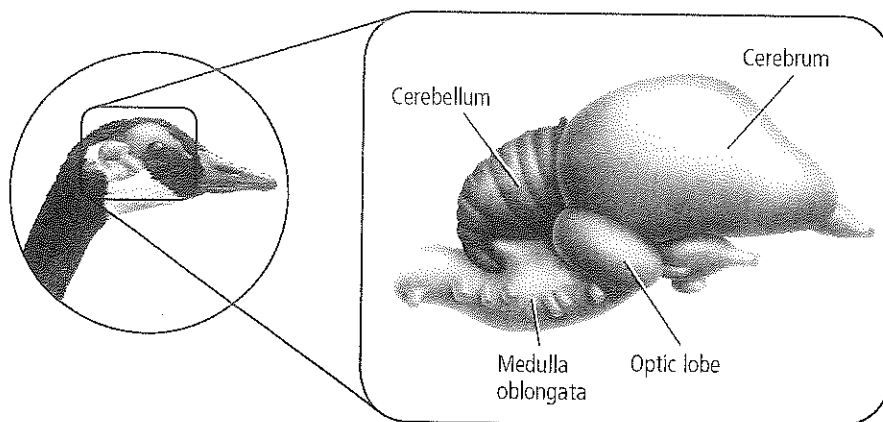 Cerebrum
Cerebellum
Medulla
oblongata
Optic lobe